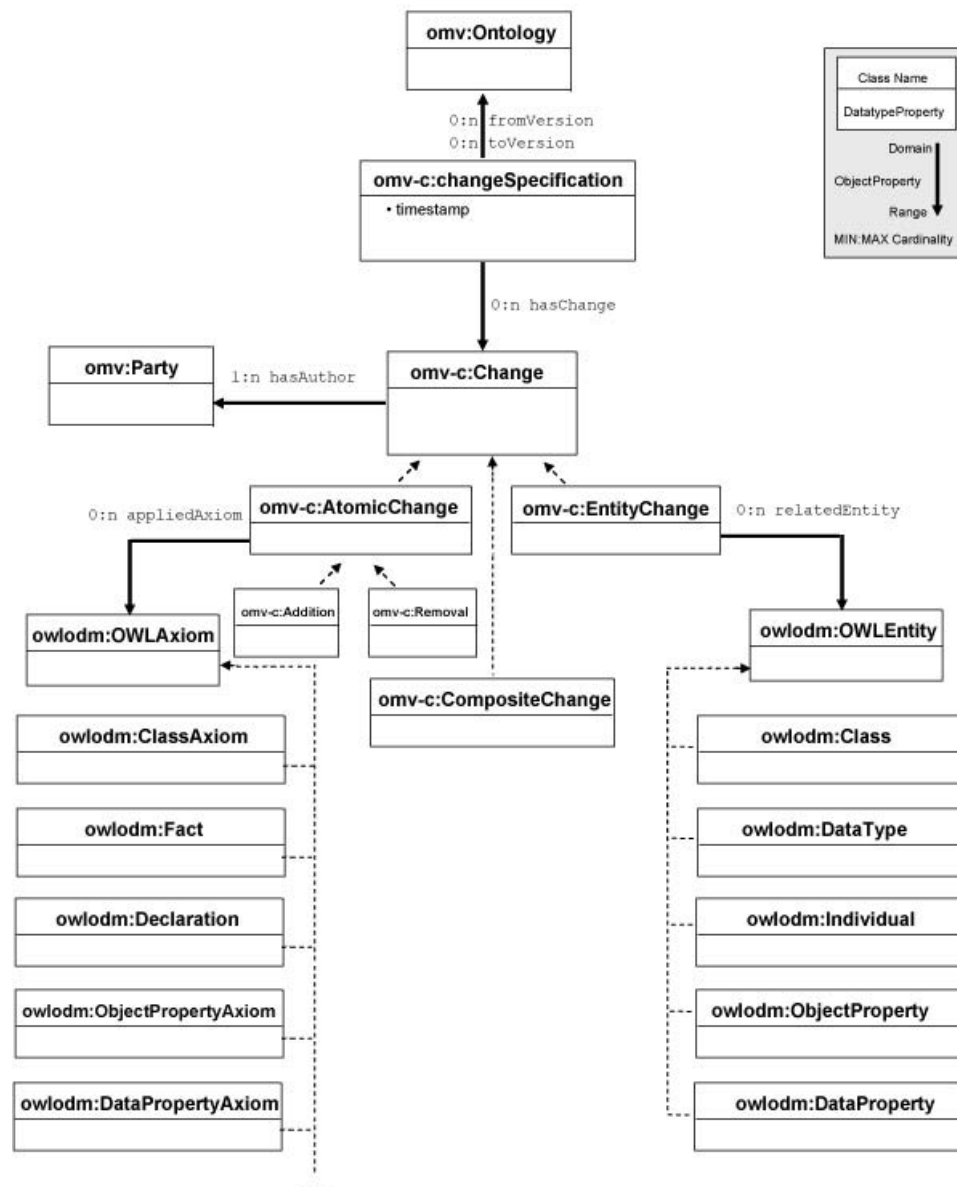 omv:Ontology
0:n fromVersion
0:n toVersion
omv-c:changeSpecification
• timestamp
0:n hasChange
Class Name
DatatypeProperty
Domain
ObjectProperty
Range
MIN:MAX Cardinality
omv:Party
1:n hasAuthor
omv-c:Change
0:n appliedAxiom
omv-c:AtomicChange
omv-c:EntityChange
0:n relatedEntity
omv-c:Addition
omv-c:Removal
owlodm:OWLAxiom
owlodm:OWLEntity
omv-c:CompositeChange
owlodm:ClassAxiom
owlodm:Fact
owlodm:Declaration
owlodm:ObjectPropertyAxiom
owlodm:DataPropertyAxiom
owlodm:Class
owlodm:DataType
owlodm:Individual
owlodm:ObjectProperty
owlodm:DataProperty